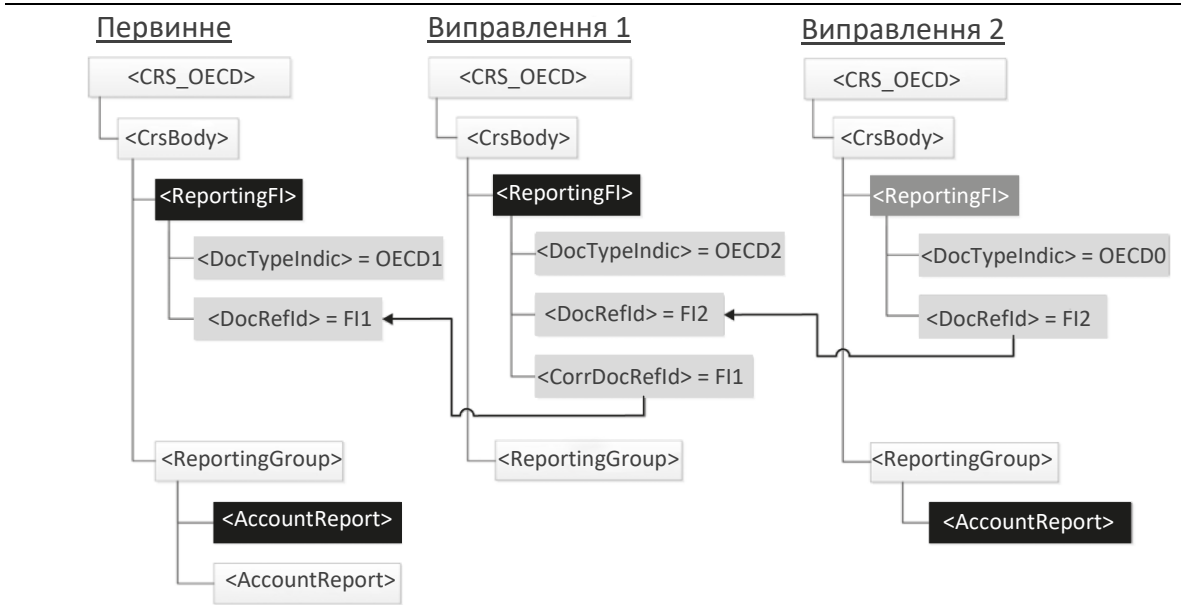 Первинне
<CRS_OECD>
<CrsBody>
<ReportingFI>
<DocTypeIndic> = OECD1
<DocRefId> = FI1
<ReportingGroup>
<AccountReport>
<AccountReport>
Виправлення 1
<CRS_OECD>
<CrsBody>
<ReportingFI>
<DocTypeIndic> = OECD2
<DocRefId> = FI2
<CorrDocRefId> = FI1
<ReportingGroup>
Виправлення 2
<CRS_OECD>
<CrsBody>
<ReportingFI>
<DocTypeIndic> = OECD0
<DocRefId> = FI2
<ReportingGroup>
<AccountReport>